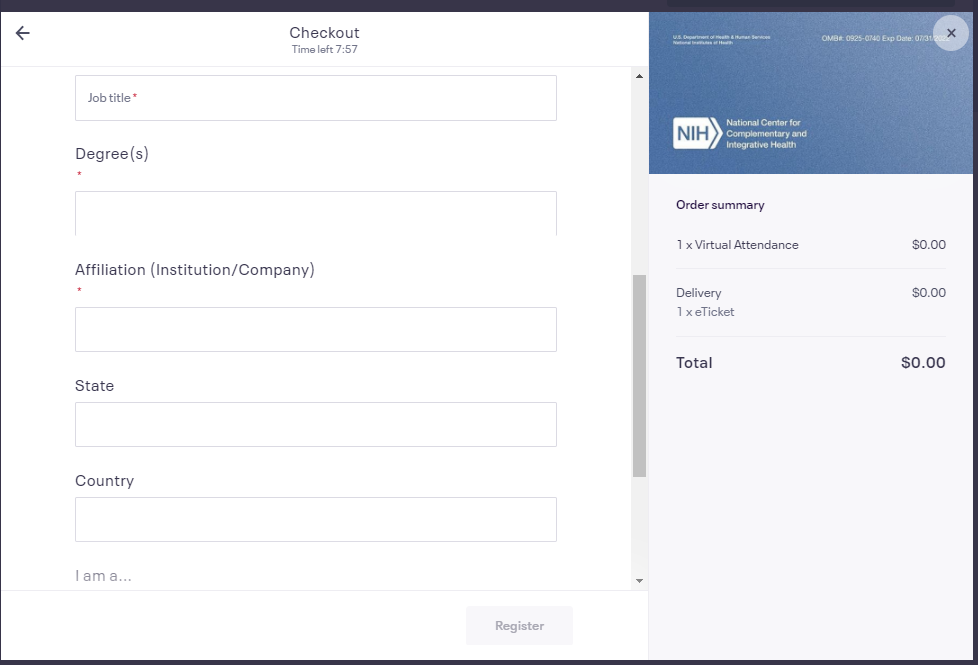 Checkout
Time left 7:57
Job title*
Degree(s)
*
Affiliation (Institution/Company)
*
State
Country
I am a...
Register
U.S. Department of Health & Human Services
National Institutes of Health
OMB#: 0925-0740 Exp Date: 07/31/
NIH
National Center for
Complementary and
Integrative Health
Order summary
1 x Virtual Attendance $0.00
Delivery $0.00
1 x eTicket
Total $0.00